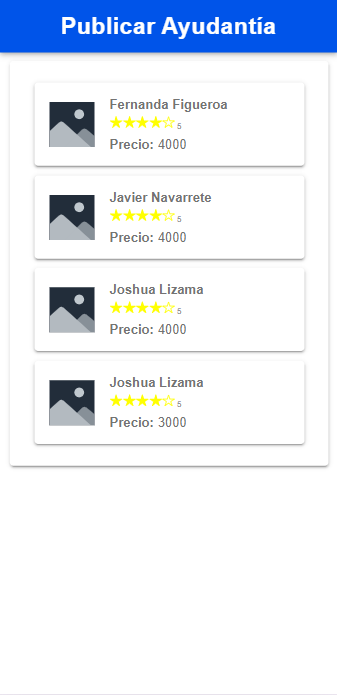 Publicar Ayudantía
Fernanda Figueroa
★★★★☆ 5
Precio: 4000
Javier Navarrete
★★★★☆ 5
Precio: 4000
Joshua Lizama
★★★★☆ 5
Precio: 4000
Joshua Lizama
★★★★☆ 5
Precio: 3000